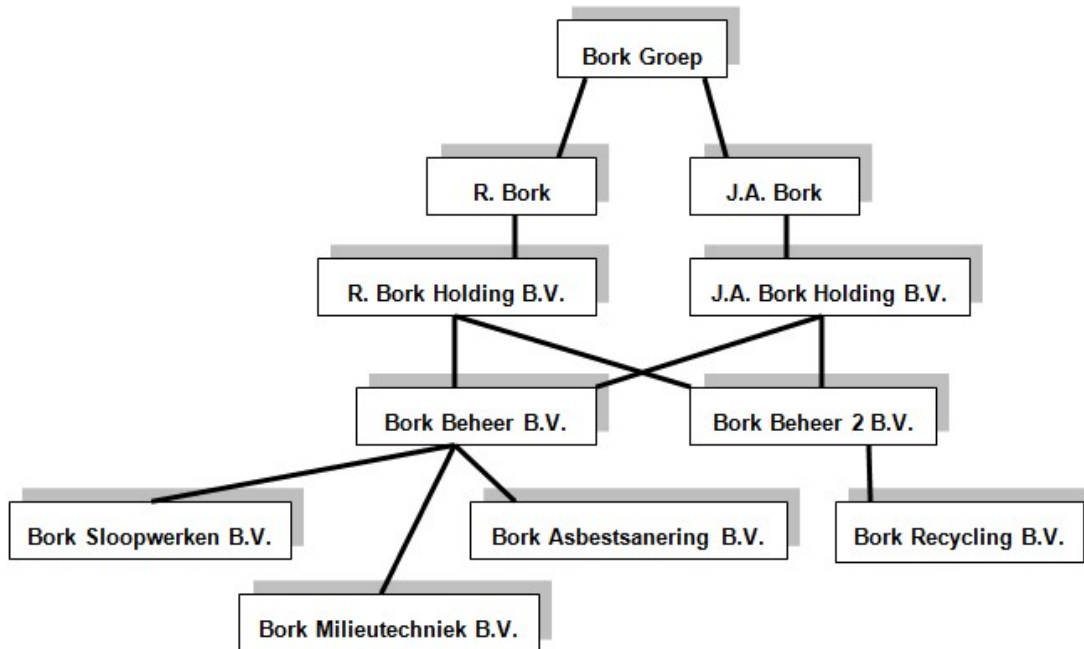 Bork Groep
R. Bork
J.A. Bork
R. Bork Holding B.V.
J.A. Bork Holding B.V.
Bork Beheer B.V.
Bork Beheer 2 B.V.
Bork Sloopwerken B.V.
Bork Asbestsanering B.V.
Bork Recycling B.V.
Bork Milieutechniek B.V.